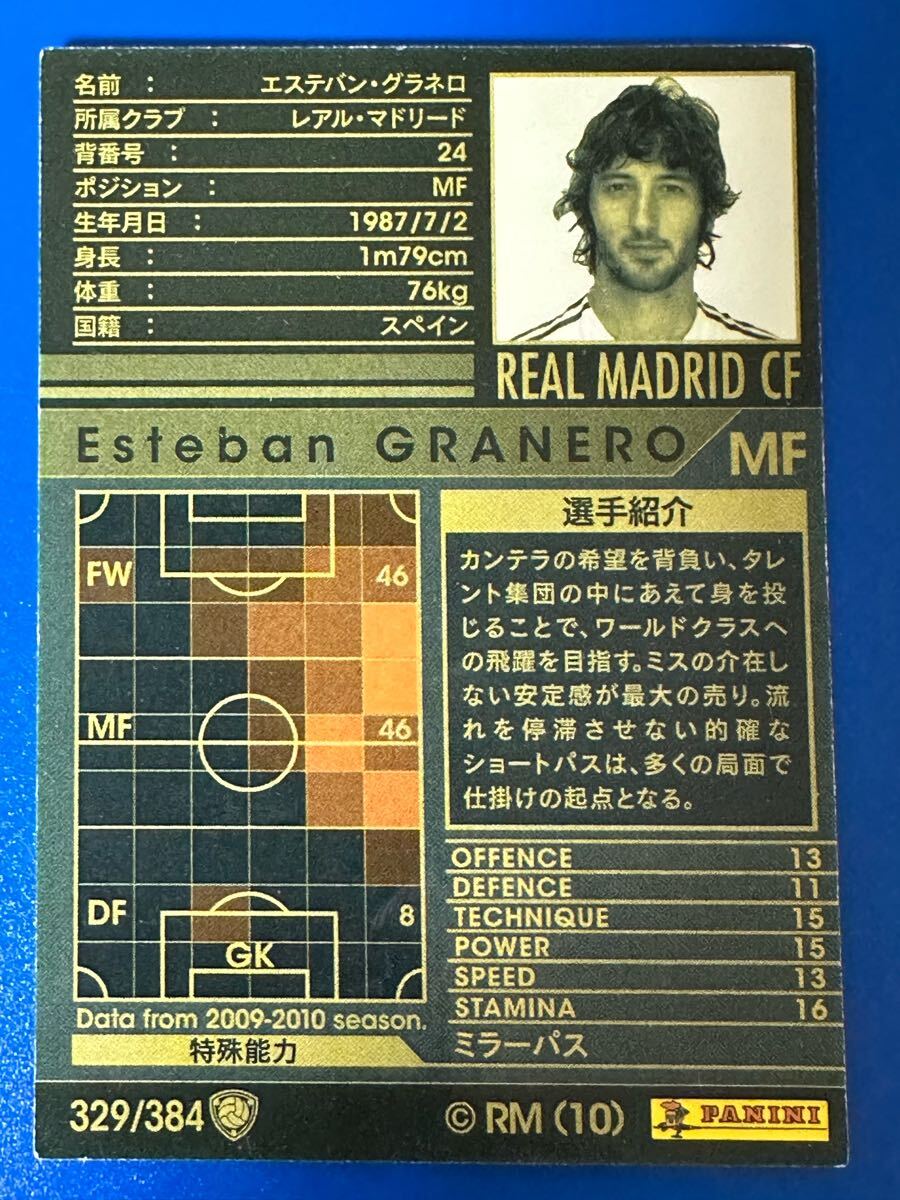 名前 : エステバン・グラネロ
所属クラブ : レアル・マドリード
背番号 : 24
ポジション : MF
生年月日 : 1987/7/2
身長 : 1m79cm
体重 : 76kg
国籍 : スペイン
REAL MADRID CF
Esteban GRANERO
MF
FW 46
MF 46
DF 8
GK
Data from 2009-2010 season.
選手紹介
カンテラの希望を背負い、タレ
ント集団の中にあえて身を投
じることで、ワールドクラスへ
の飛躍を目指す。ミスの介在し
ない安定感が最大の売り。流
れを停滞させない的確な
ショートパスは、多くの局面で
仕掛けの起点となる。
OFFENCE 13
DEFENCE 11
TECHNIQUE 15
POWER 15
SPEED 13
STAMINA 16
特殊能力 ミラーパス
329/384
© RM (10)
PANINI